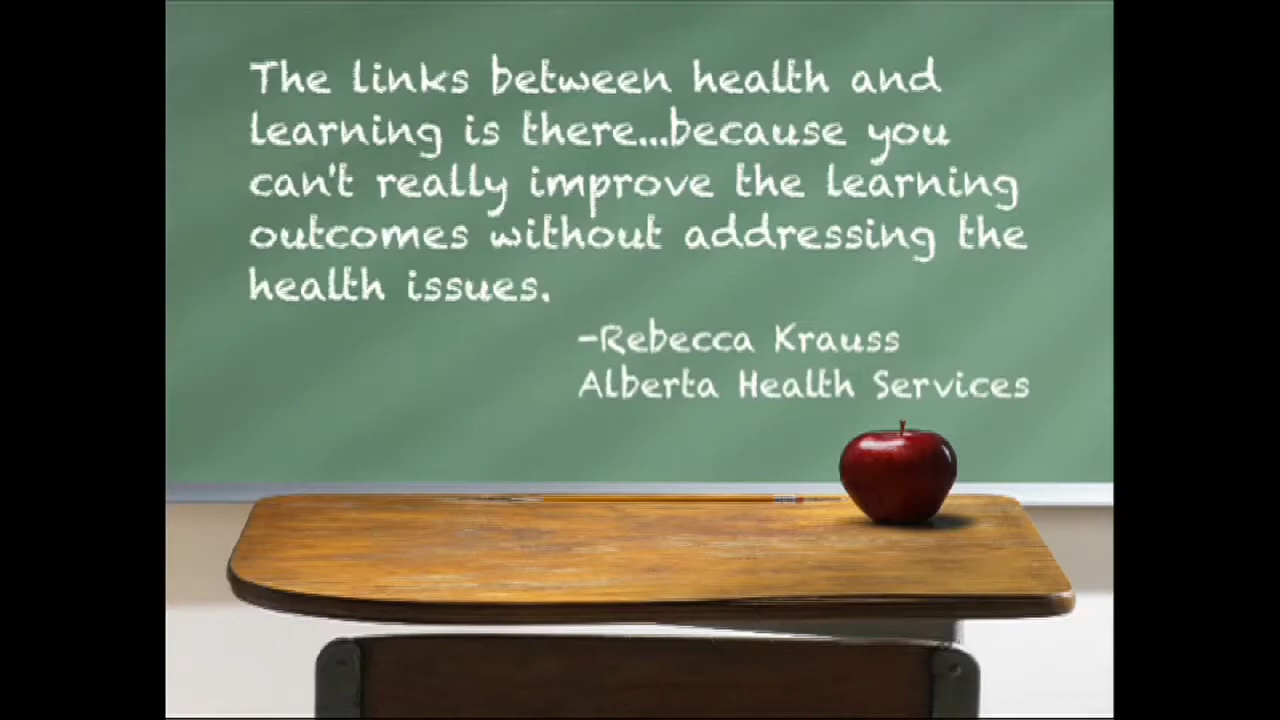 The links between health and
learning is there...because you
can't really improve the learning
outcomes without addressing the
health issues.
-Rebecca Krauss
Alberta Health Services